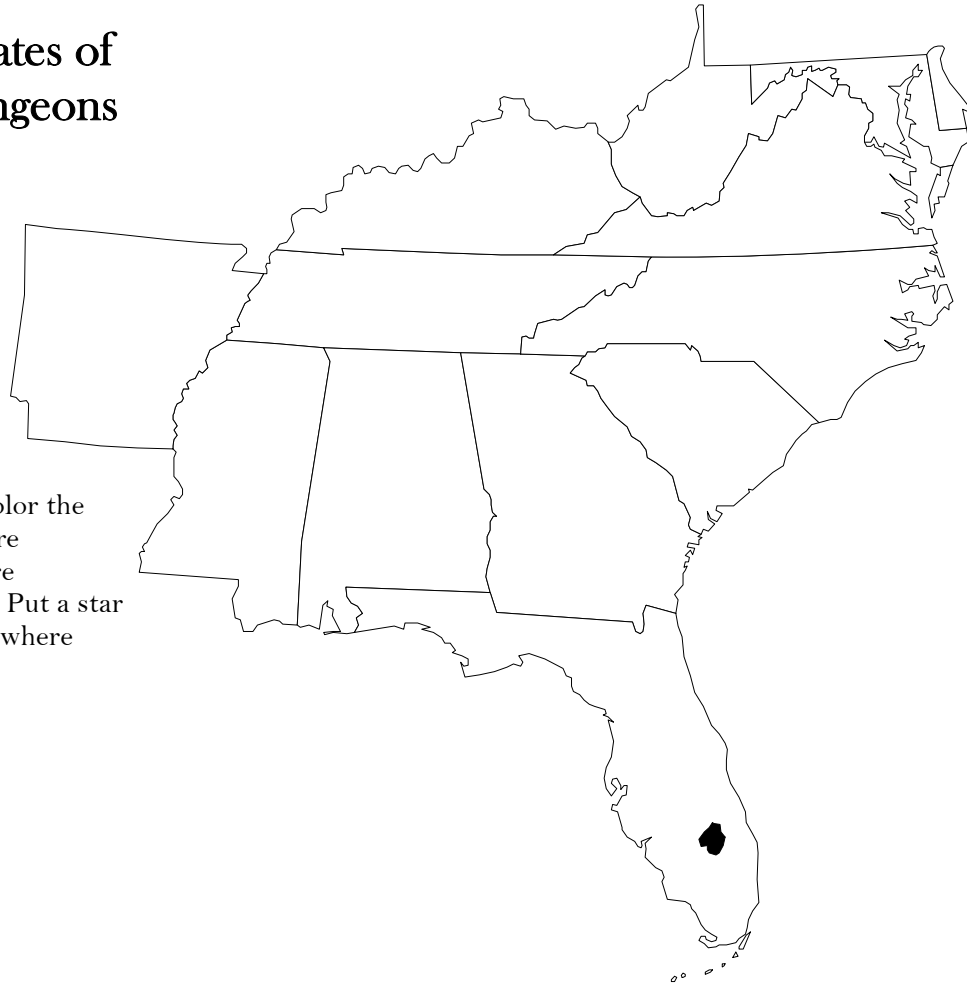 ates of
ngeons
olor the
re
re
Put a star
where